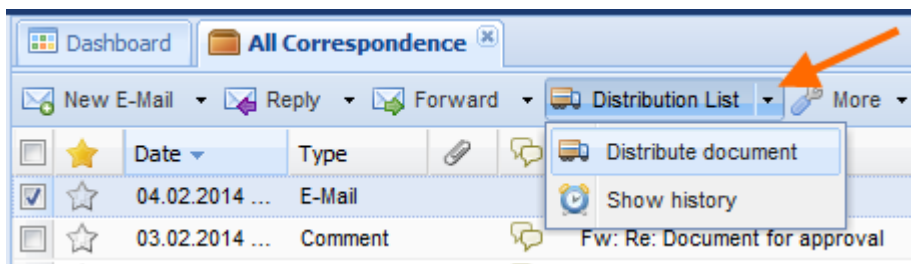 Dashboard All Correspondence
New E-Mail Reply Forward Distribution List More
Date Type Distribute document
04.02.2014 ... E-Mail Show history
03.02.2014 ... Comment Fw: Re: Document for approval